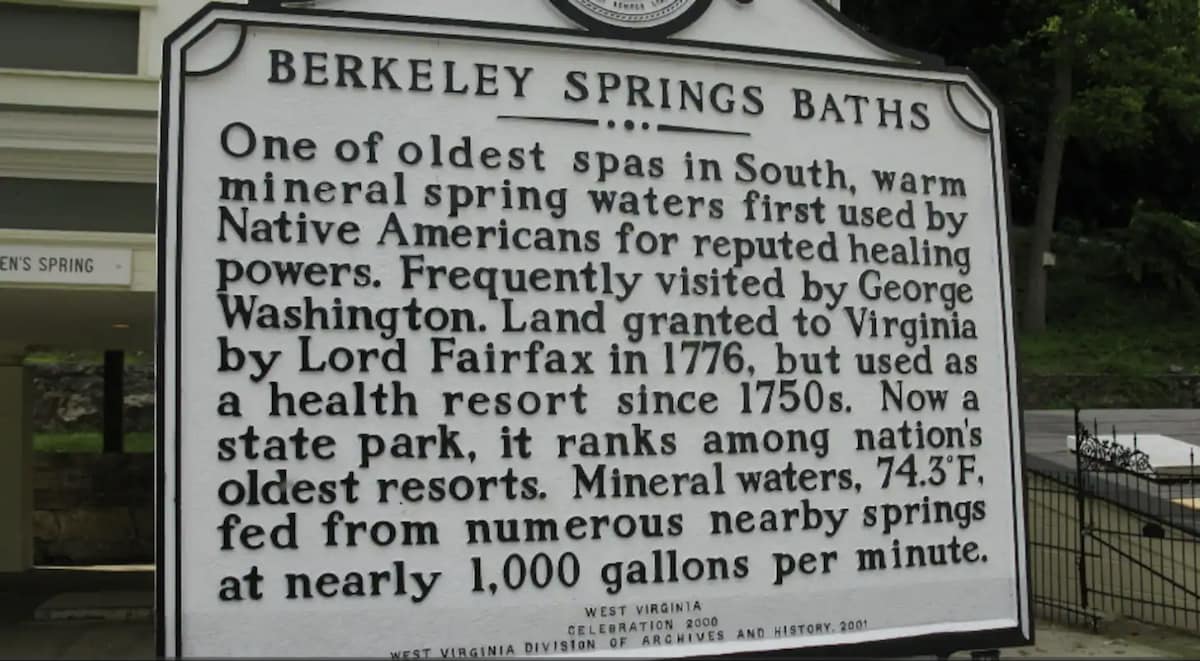 BERKELEY SPRINGS BATHS
One of oldest spas in South, warm
mineral spring waters first used by
Native Americans for reputed healing
powers. Frequently visited by George
Washington. Land granted to Virginia
by Lord Fairfax in 1776, but used as
a health resort since 1750s. Now a
state park, it ranks among nation's
oldest resorts. Mineral waters, 74.3°F,
fed from numerous nearby springs
at nearly 1,000 gallons per minute.
WEST VIRGINIA
CELEBRATION 2000
WEST VIRGINIA DIVISION OF ARCHIVES AND HISTORY, 2001
EN'S SPRING